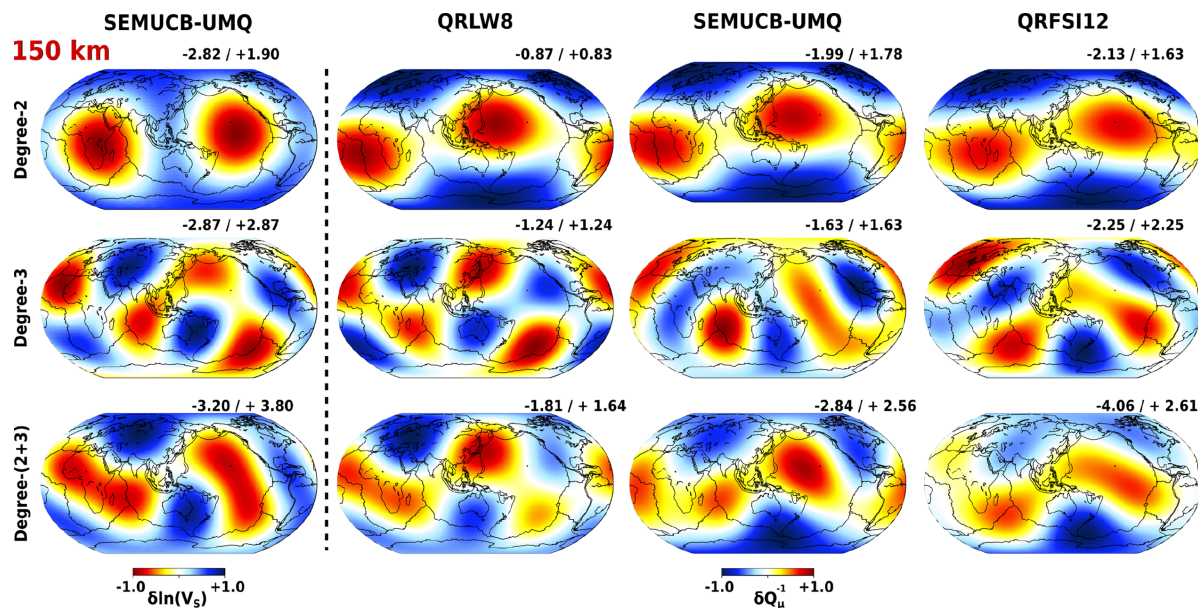 SEMUCB-UMQ QRLW8 SEMUCB-UMQ QRFSI12
150 km
-2.82 / +1.90 -0.87 / +0.83 -1.99 / +1.78 -2.13 / +1.63
Degree-2
-2.87 / +2.87 -1.24 / +1.24 -1.63 / +1.63 -2.25 / +2.25
Degree-3
-3.20 / + 3.80 -1.81 / + 1.64 -2.84 / + 2.56 -4.06 / + 2.61
Degree-(2+3)
-1.0 +1.0 -1.0 +1.0
δln(V_S) δQ_μ^-1